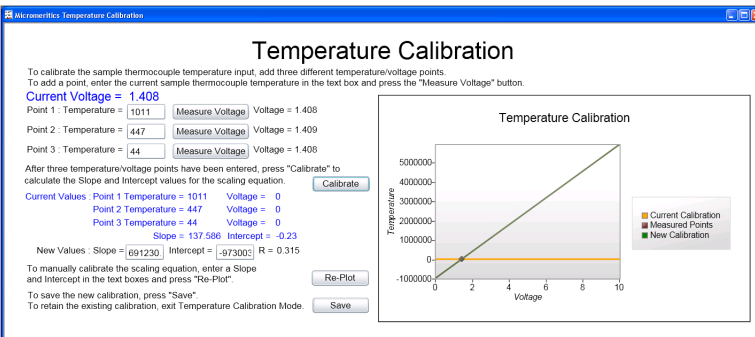 Micromeritics Temperature Calibration
Temperature Calibration
To calibrate the sample thermocouple temperature input, add three different temperature/voltage points.
To add a point, enter the current sample thermocouple temperature in the text box and press the "Measure Voltage" button.
Current Voltage = 1.408
Point 1 : Temperature = 1011 Measure Voltage Voltage = 1.408
Point 2 : Temperature = 447 Measure Voltage Voltage = 1.409
Point 3 : Temperature = 44 Measure Voltage Voltage = 1.408
After three temperature/voltage points have been entered, press "Calibrate" to
calculate the Slope and Intercept values for the scaling equation.
Calibrate
Current Values : Point 1 Temperature = 1011 Voltage = 0
Point 2 Temperature = 447 Voltage = 0
Point 3 Temperature = 44 Voltage = 0
Slope = 137.586 Intercept = -0.23
New Values : Slope = 691230. Intercept = -973003 R = 0.315
To manually calibrate the scaling equation, enter a Slope
and Intercept in the text boxes and press "Re-Plot".
Re-Plot
To save the new calibration, press "Save".
To retain the existing calibration, exit Temperature Calibration Mode.
Save
Temperature Calibration
Temperature
5000000
4000000
3000000
2000000
1000000
0
-1000000
0 2 4 6 8 10
Voltage
Current Calibration
Measured Points
New Calibration